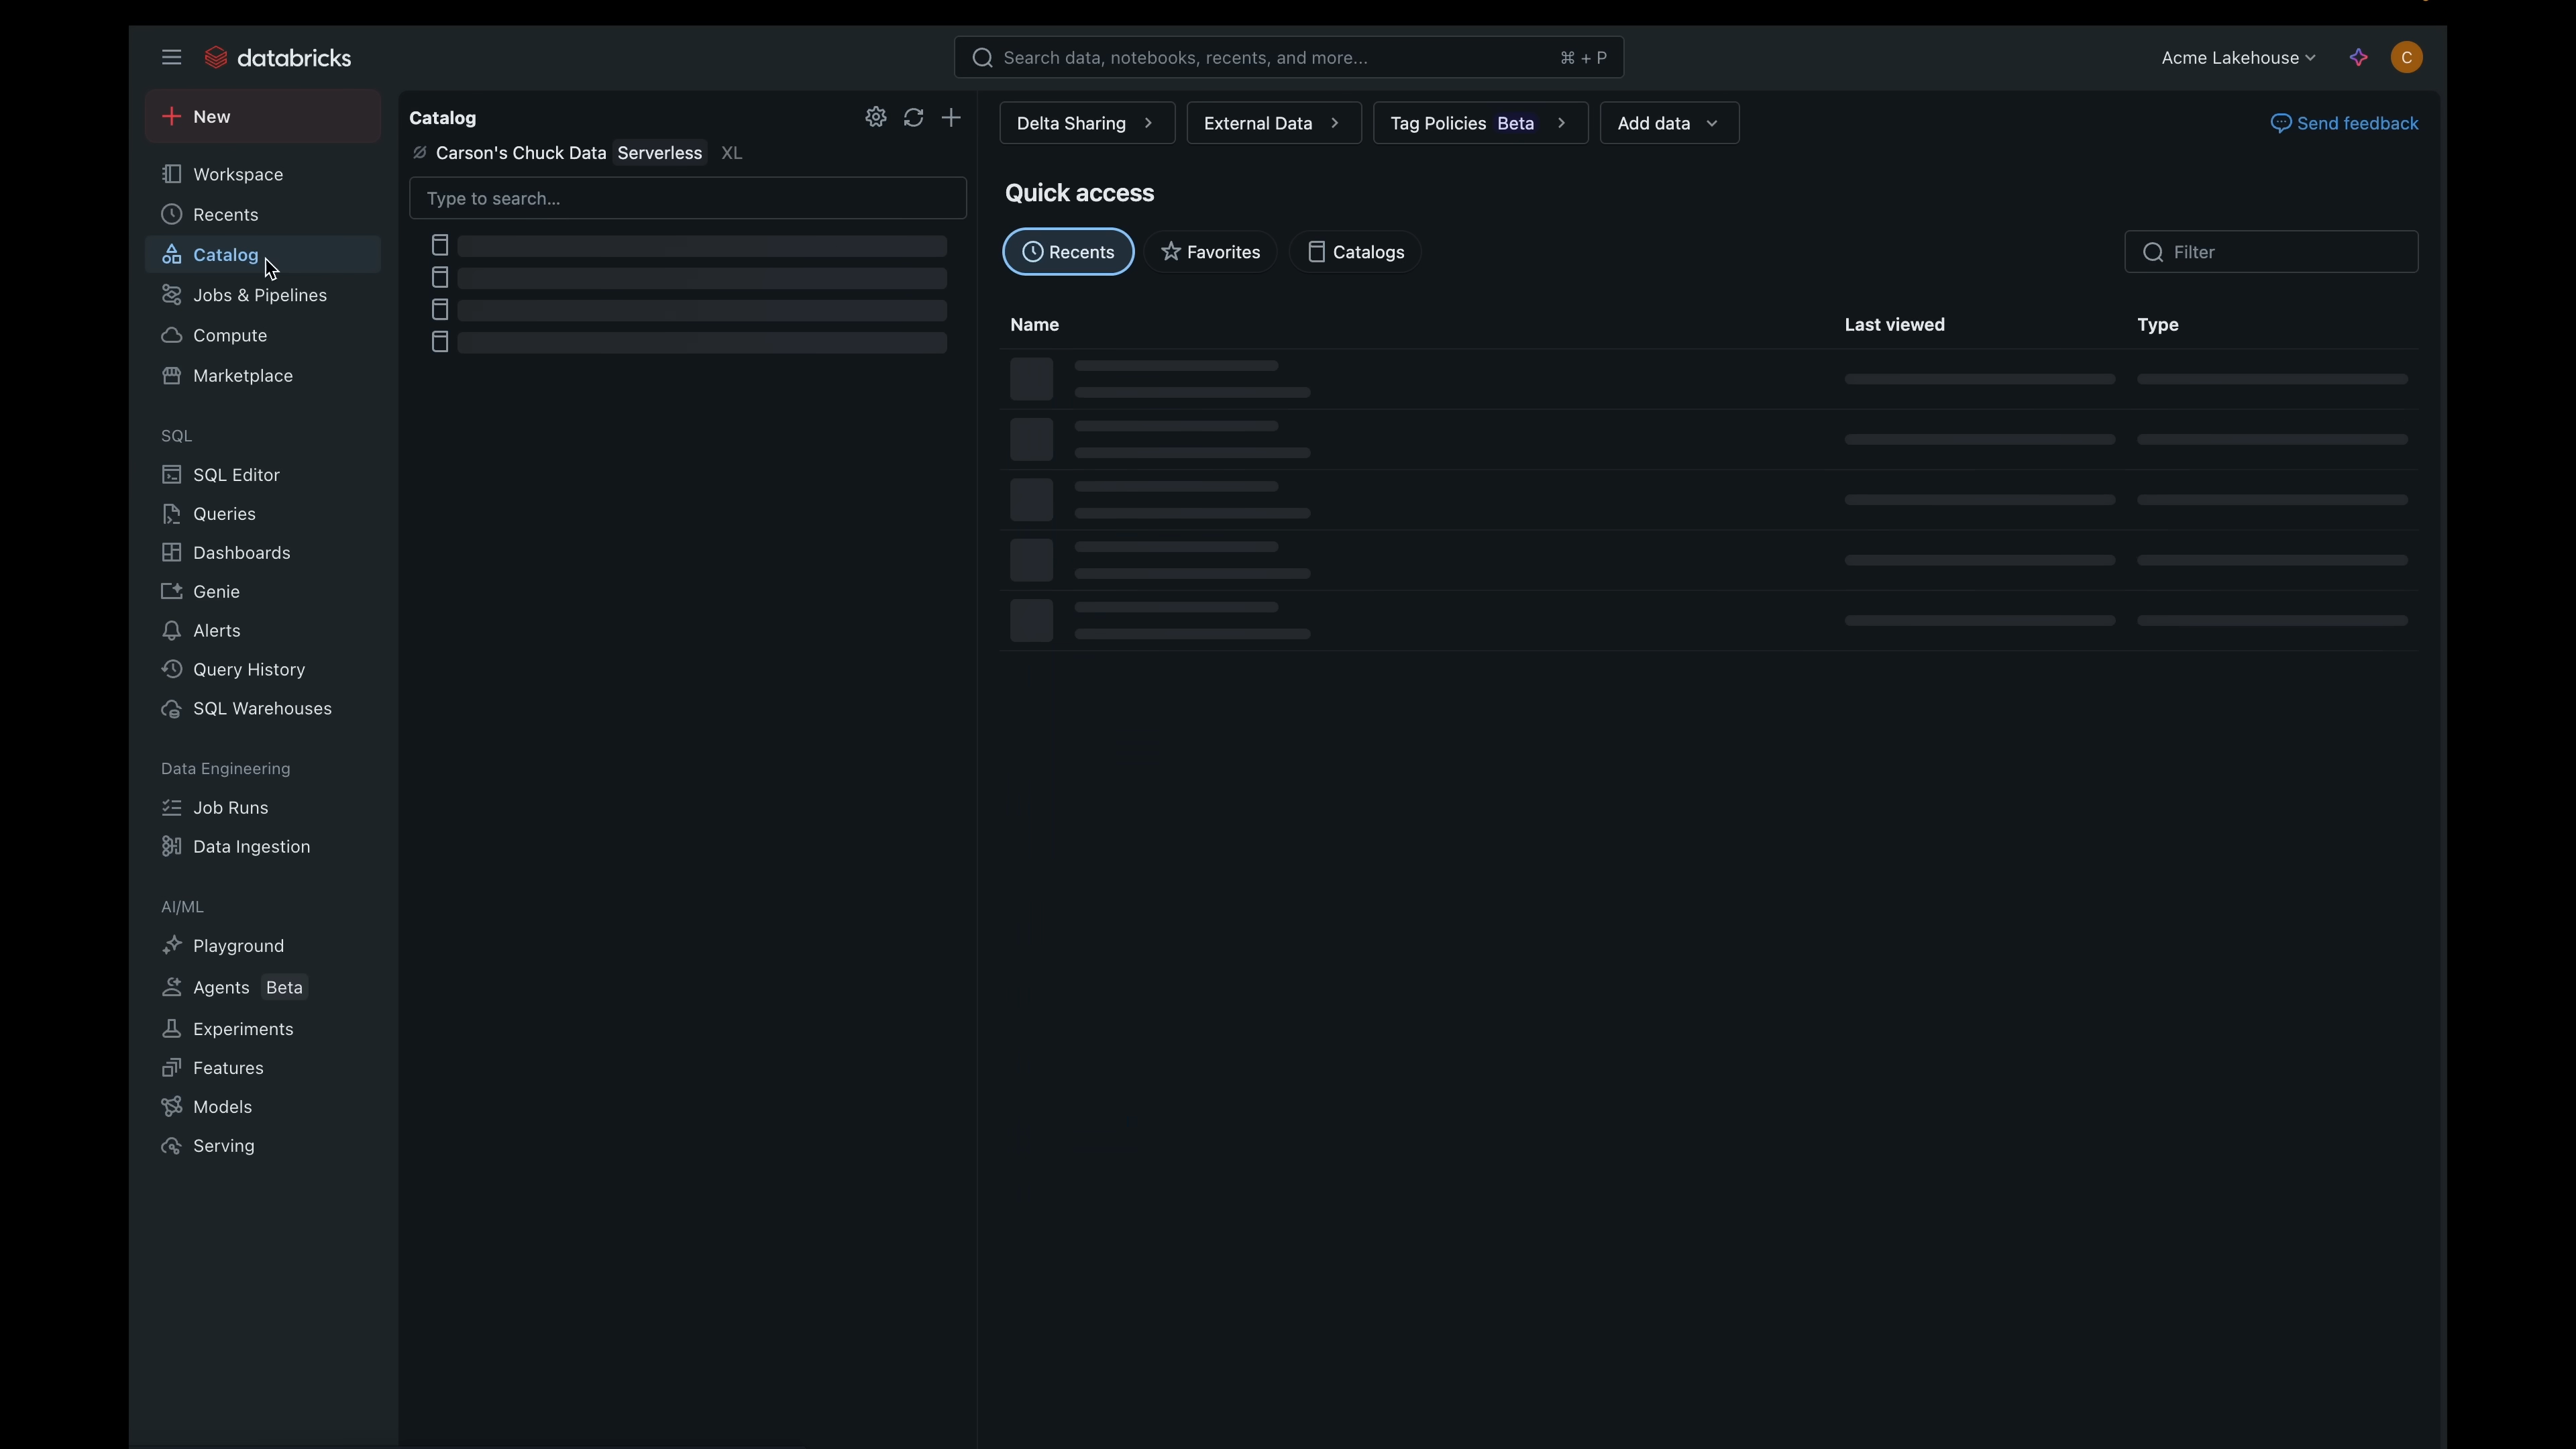 databricks
Search data, notebooks, recents, and more... ⌘ + P
Acme Lakehouse
C
New
Workspace
Recents
Catalog
Jobs & Pipelines
Compute
Marketplace
SQL
SQL Editor
Queries
Dashboards
Genie
Alerts
Query History
SQL Warehouses
Data Engineering
Job Runs
Data Ingestion
AI/ML
Playground
Agents Beta
Experiments
Features
Models
Serving
Catalog
Carson's Chuck Data Serverless XL
Type to search...
Delta Sharing External Data Tag Policies Beta Add data
Send feedback
Quick access
Recents Favorites Catalogs
Filter
Name Last viewed Type